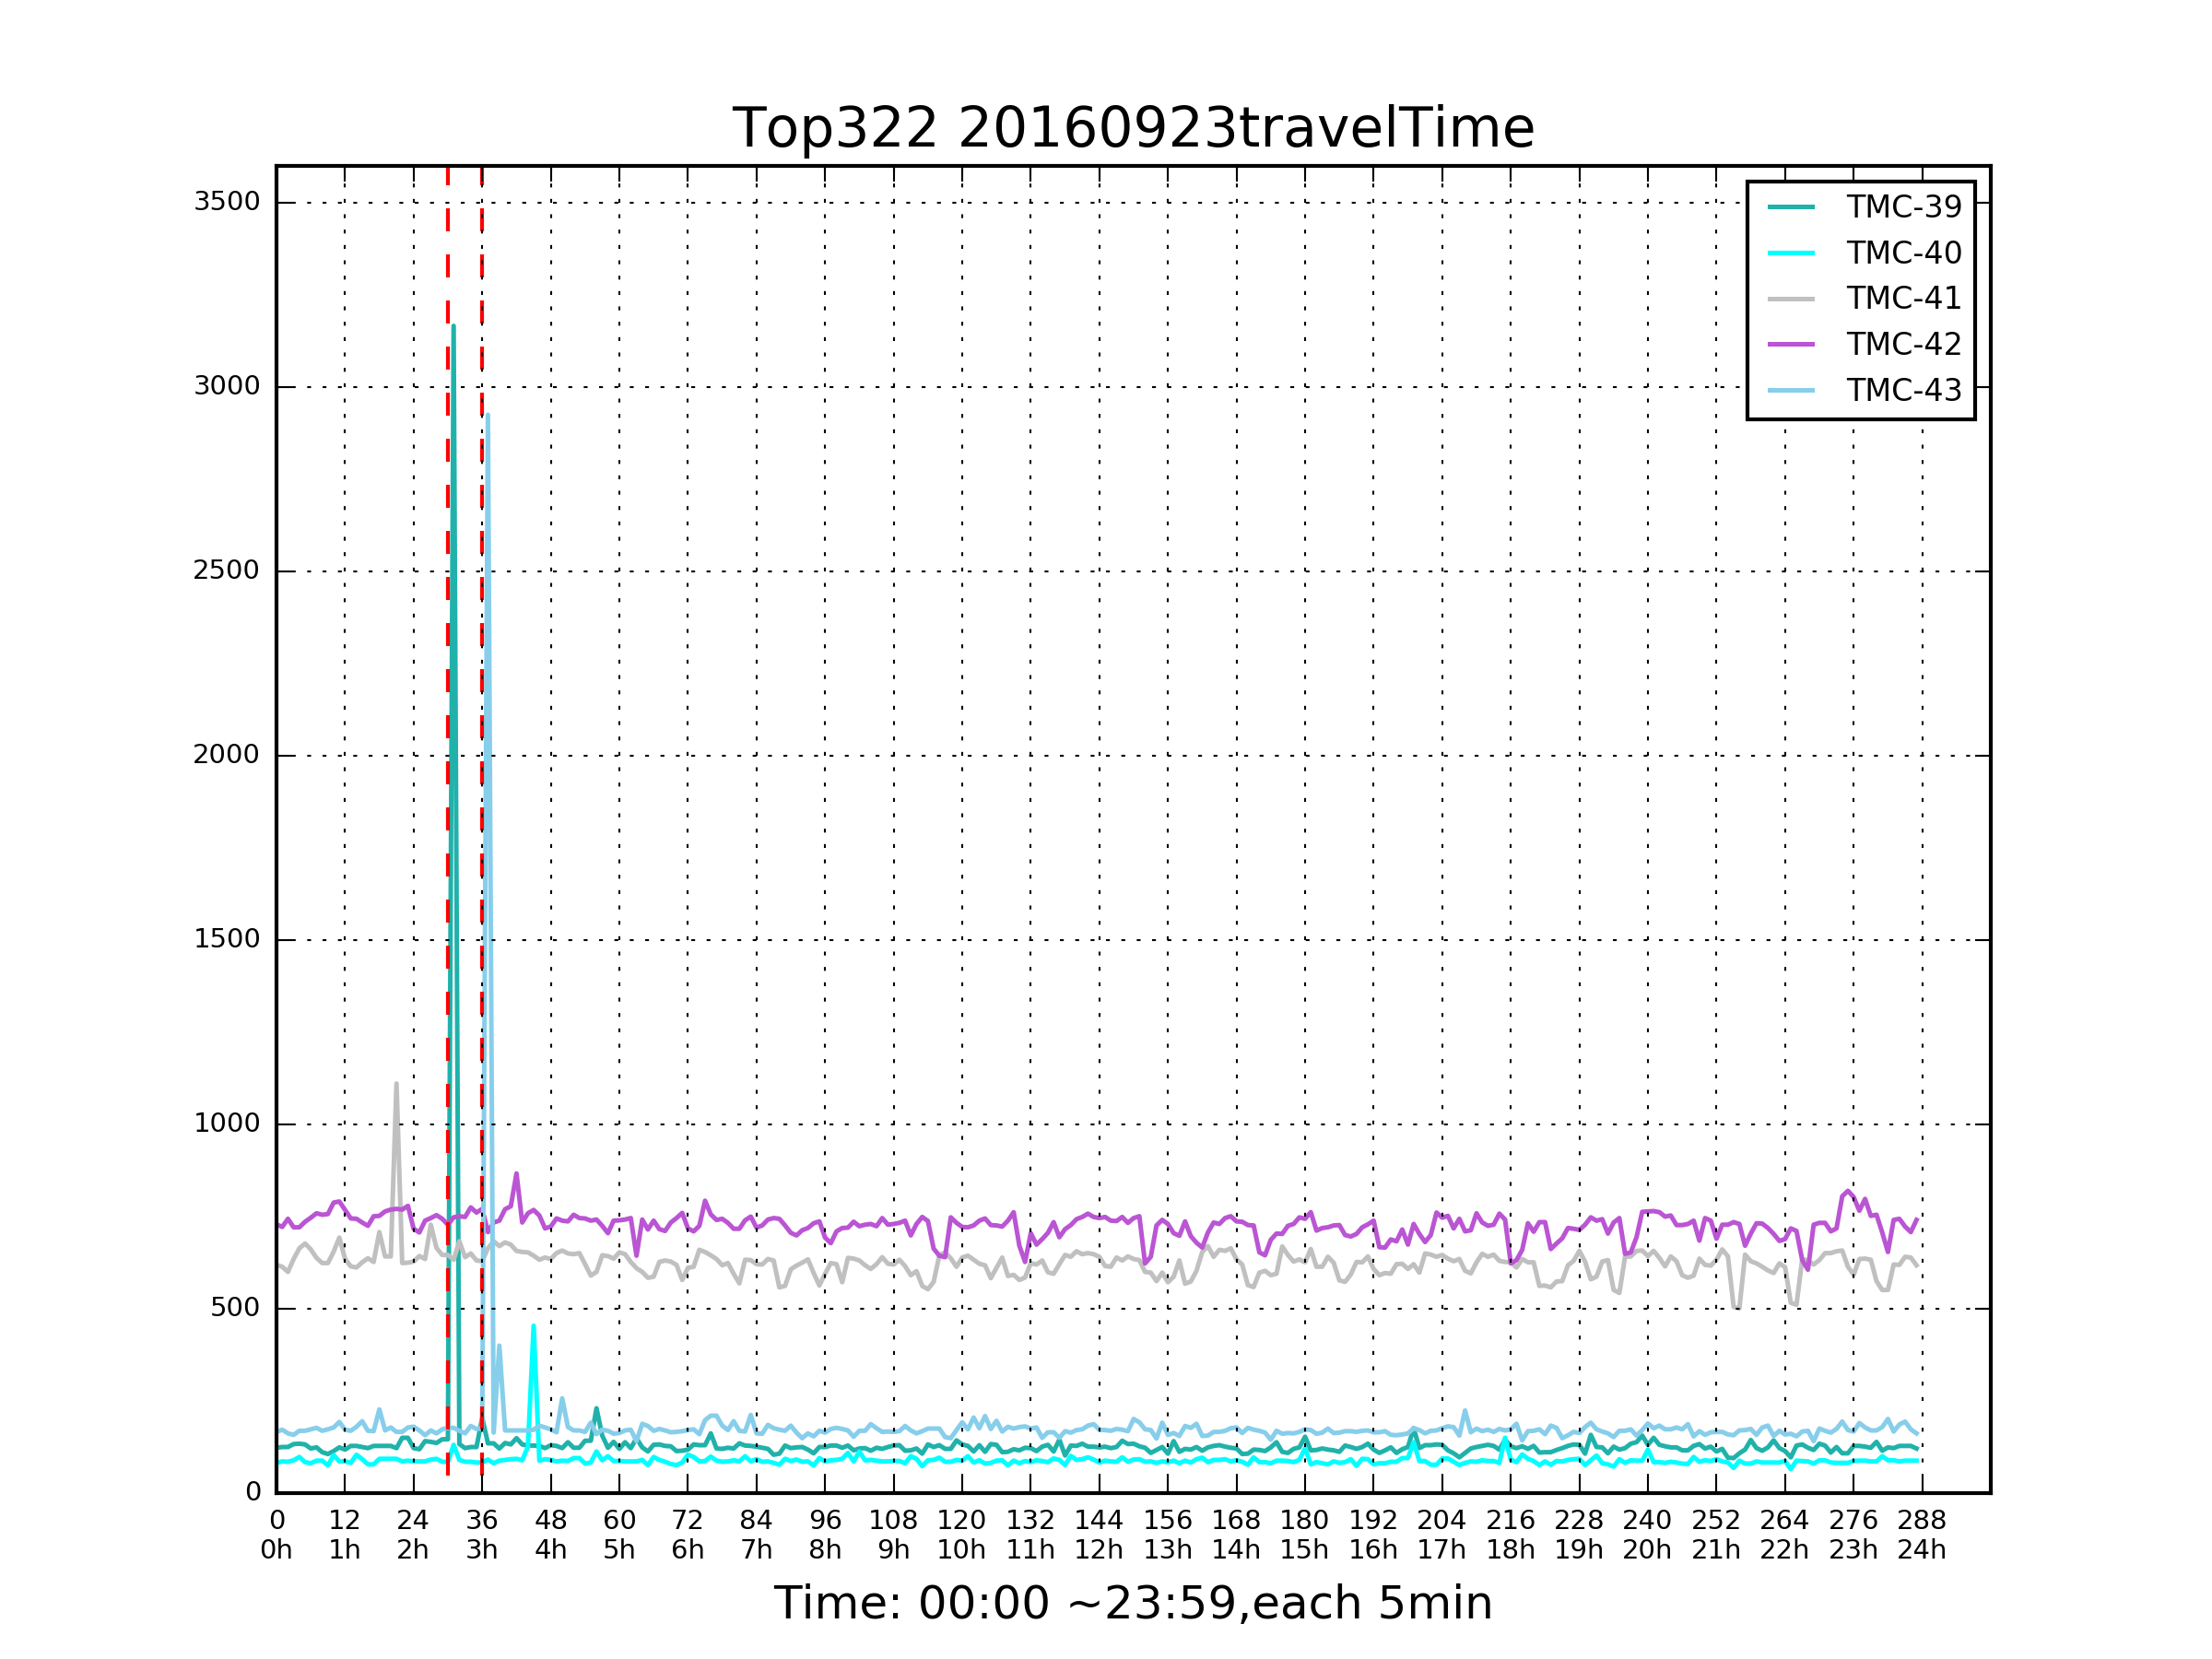 Top322 20160923travelTime
3500
3000
2500
2000
1500
1000
500
0
TMC-39
TMC-40
TMC-41
TMC-42
TMC-43
0 12 24 36 48 60 72 84 96 108 120 132 144 156 168 180 192 204 216 228 240 252 264 276 288
0h 1h 2h 3h 4h 5h 6h 7h 8h 9h 10h 11h 12h 13h 14h 15h 16h 17h 18h 19h 20h 21h 22h 23h 24h
Time: 00:00 ~23:59,each 5min